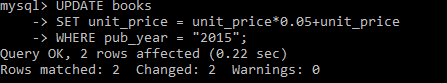 mysql> UPDATE books
    -> SET unit_price = unit_price*0.05+unit_price
    -> WHERE pub_year = "2015";
Query OK, 2 rows affected (0.22 sec)
Rows matched: 2  Changed: 2  Warnings: 0